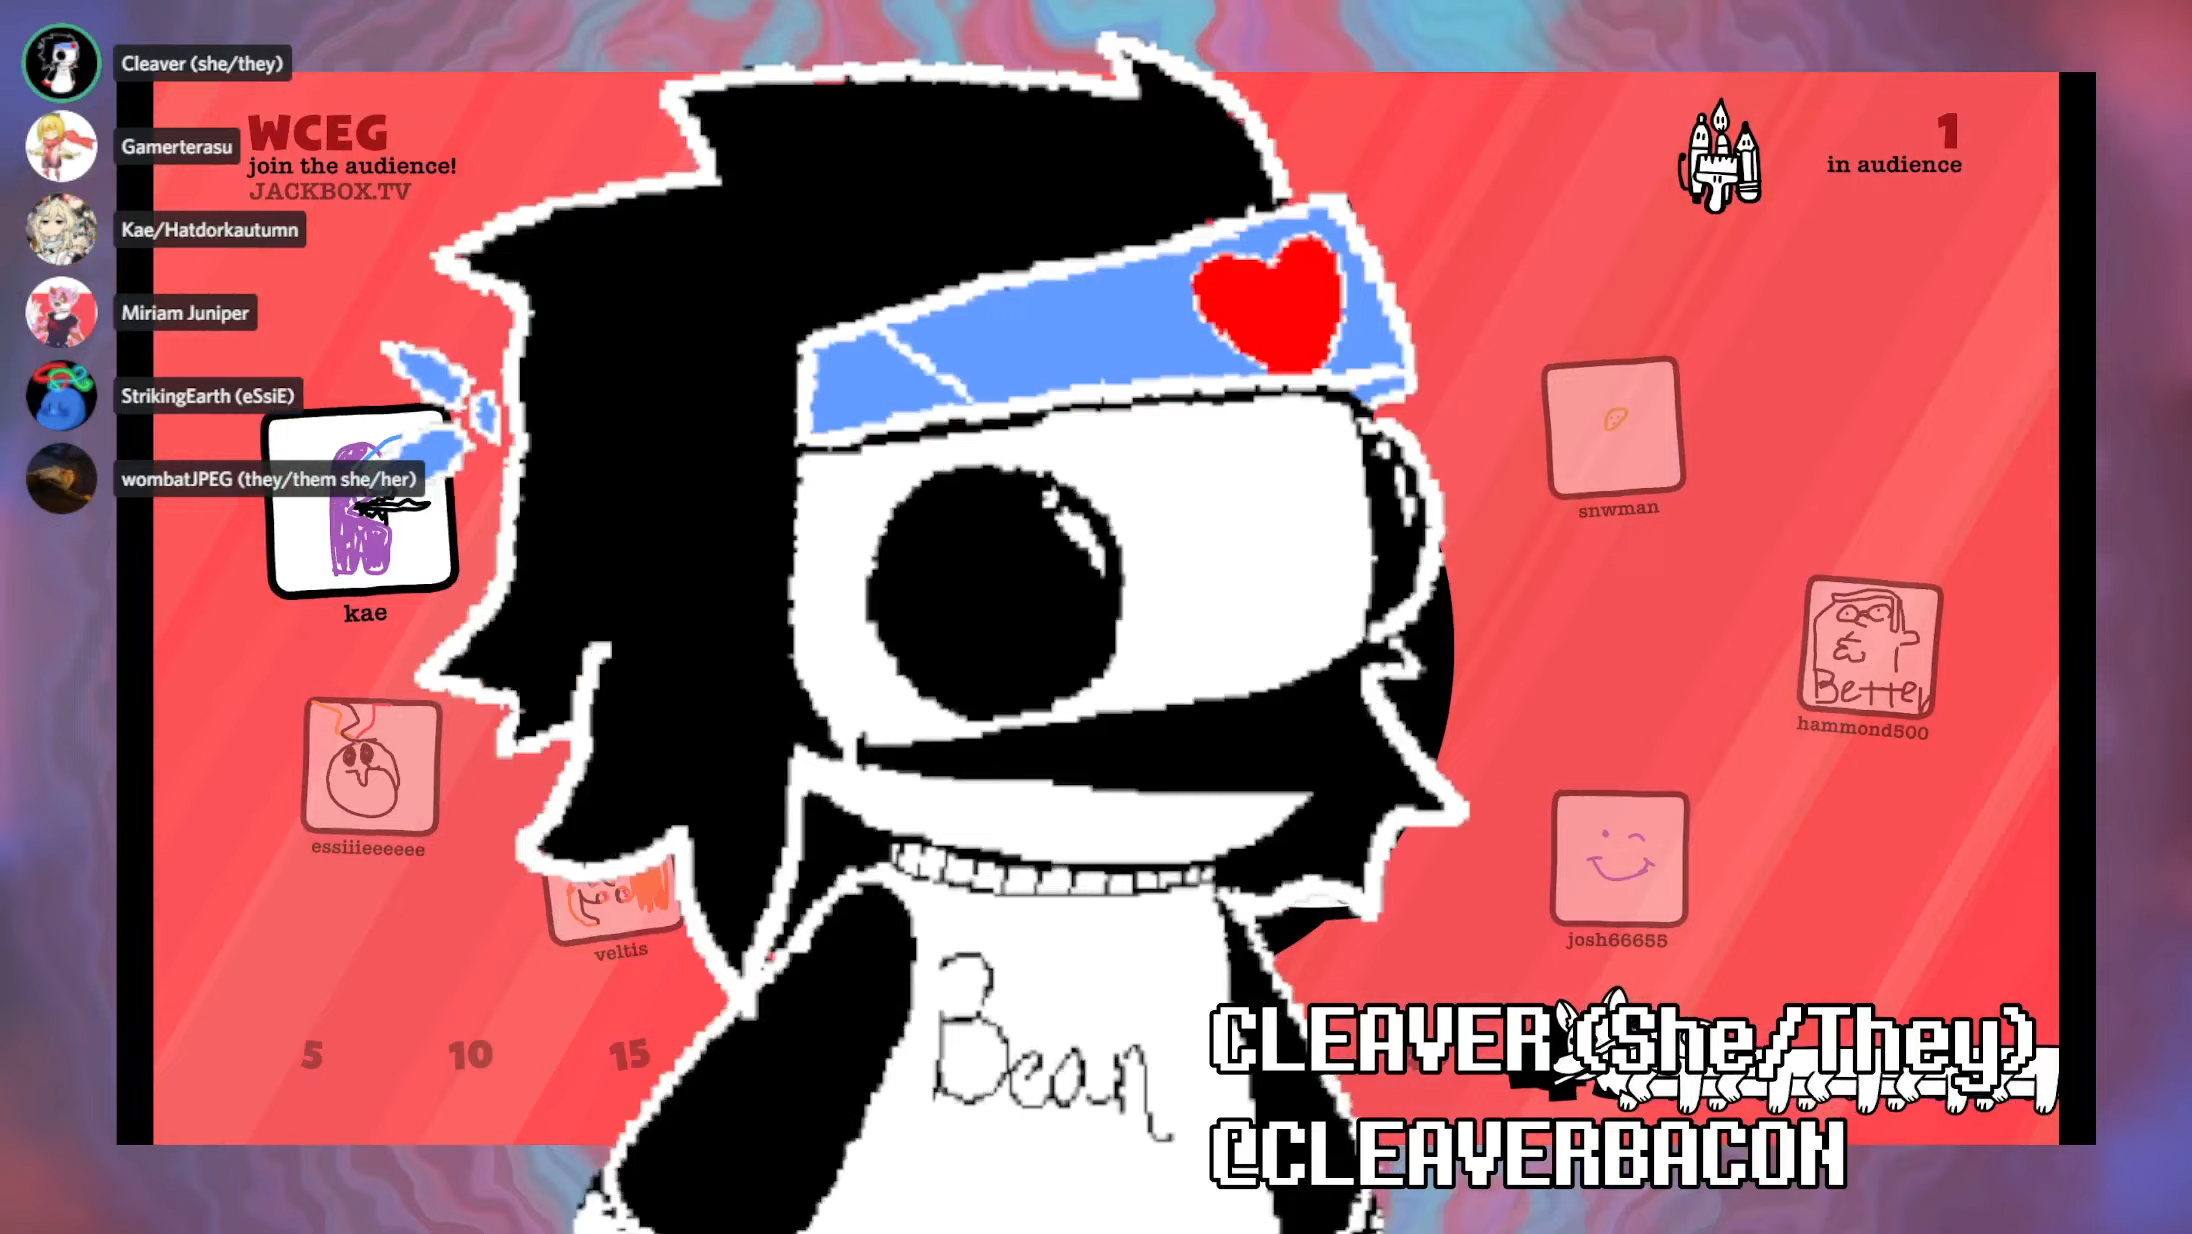 Cleaver (she/they)
Gamerterasu
Kae/Hatdorkautumn
Miriam Juniper
StrikingEarth (eSsiE)
wombatJPEG (they/them she/her)
WCEG
join the audience!
JACKBOX.TV
1
in audience
kae
snwman
Better
hammond500
essiiieeeeee
veltis
josh66655
5
10
15
Bean
CLEAVER (She/They)
@CLEAVERBACON